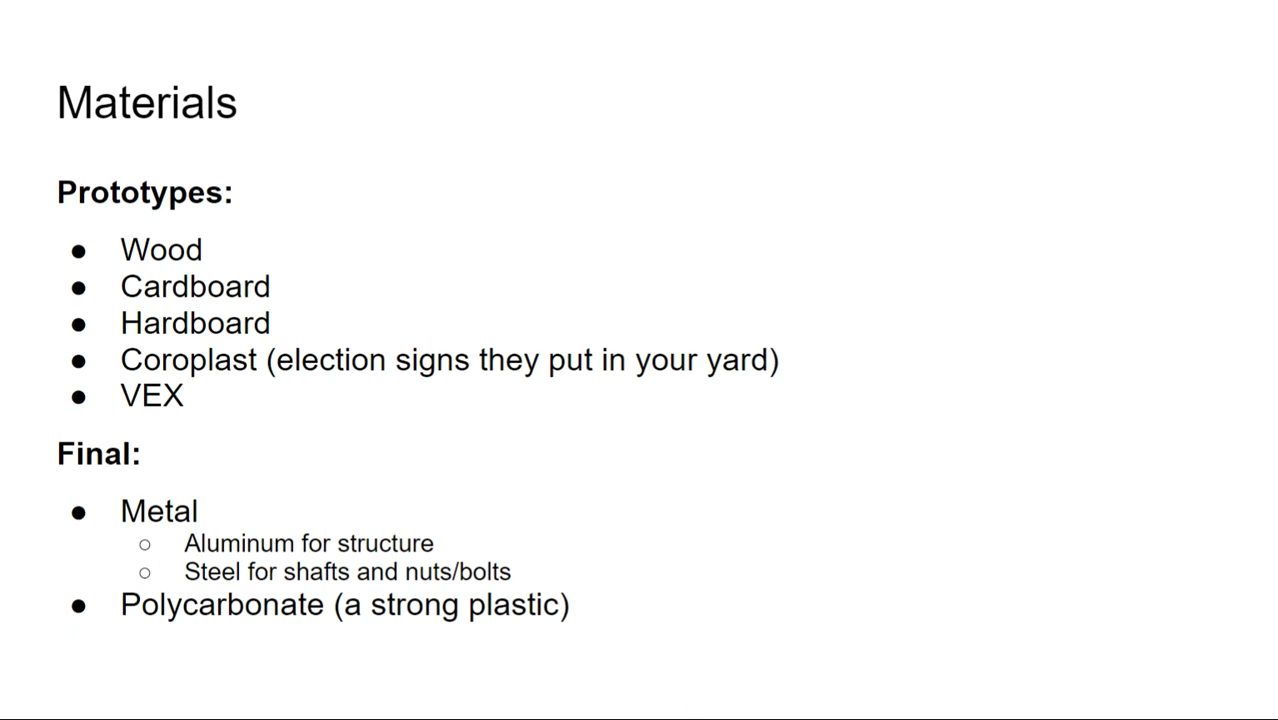 Materials
Prototypes:
● Wood
● Cardboard
● Hardboard
● Coroplast (election signs they put in your yard)
● VEX
Final:
● Metal
○ Aluminum for structure
○ Steel for shafts and nuts/bolts
● Polycarbonate (a strong plastic)